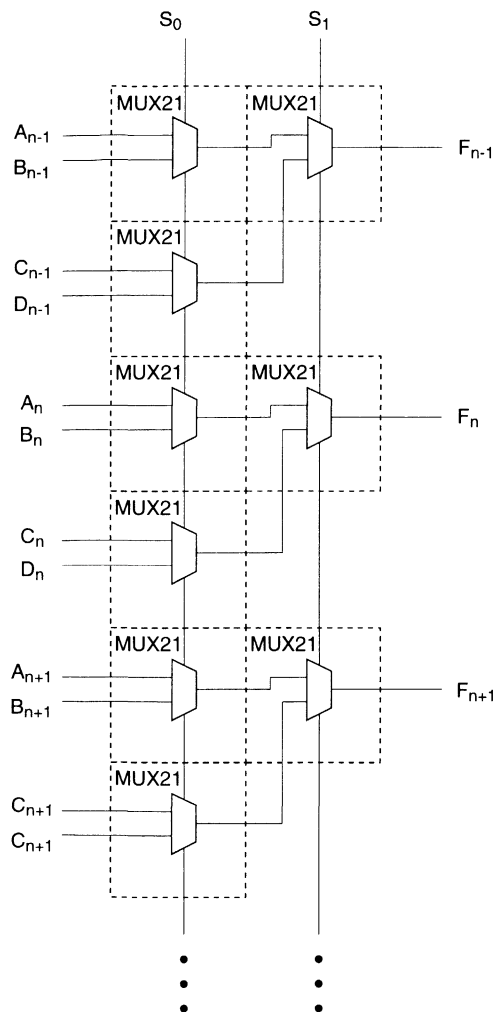 S0 S1
MUX21 MUX21
An-1
Bn-1
Fn-1
MUX21
Cn-1
Dn-1
MUX21 MUX21
An
Bn
Fn
MUX21
Cn
Dn
MUX21 MUX21
An+1
Bn+1
Fn+1
MUX21
Cn+1
Cn+1